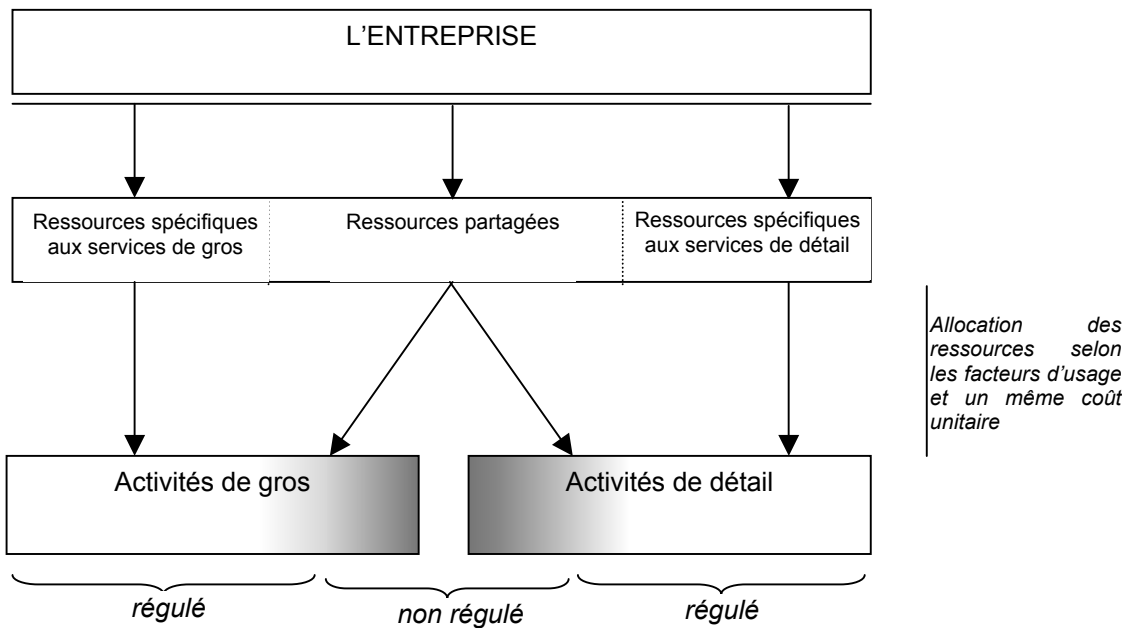 L’ENTREPRISE
Ressources spécifiques
aux services de gros
Ressources partagées
Ressources spécifiques
aux services de détail
Allocation des
ressources selon
les facteurs d’usage
et un même coût
unitaire
Activités de gros
Activités de détail
régulé
non régulé
régulé